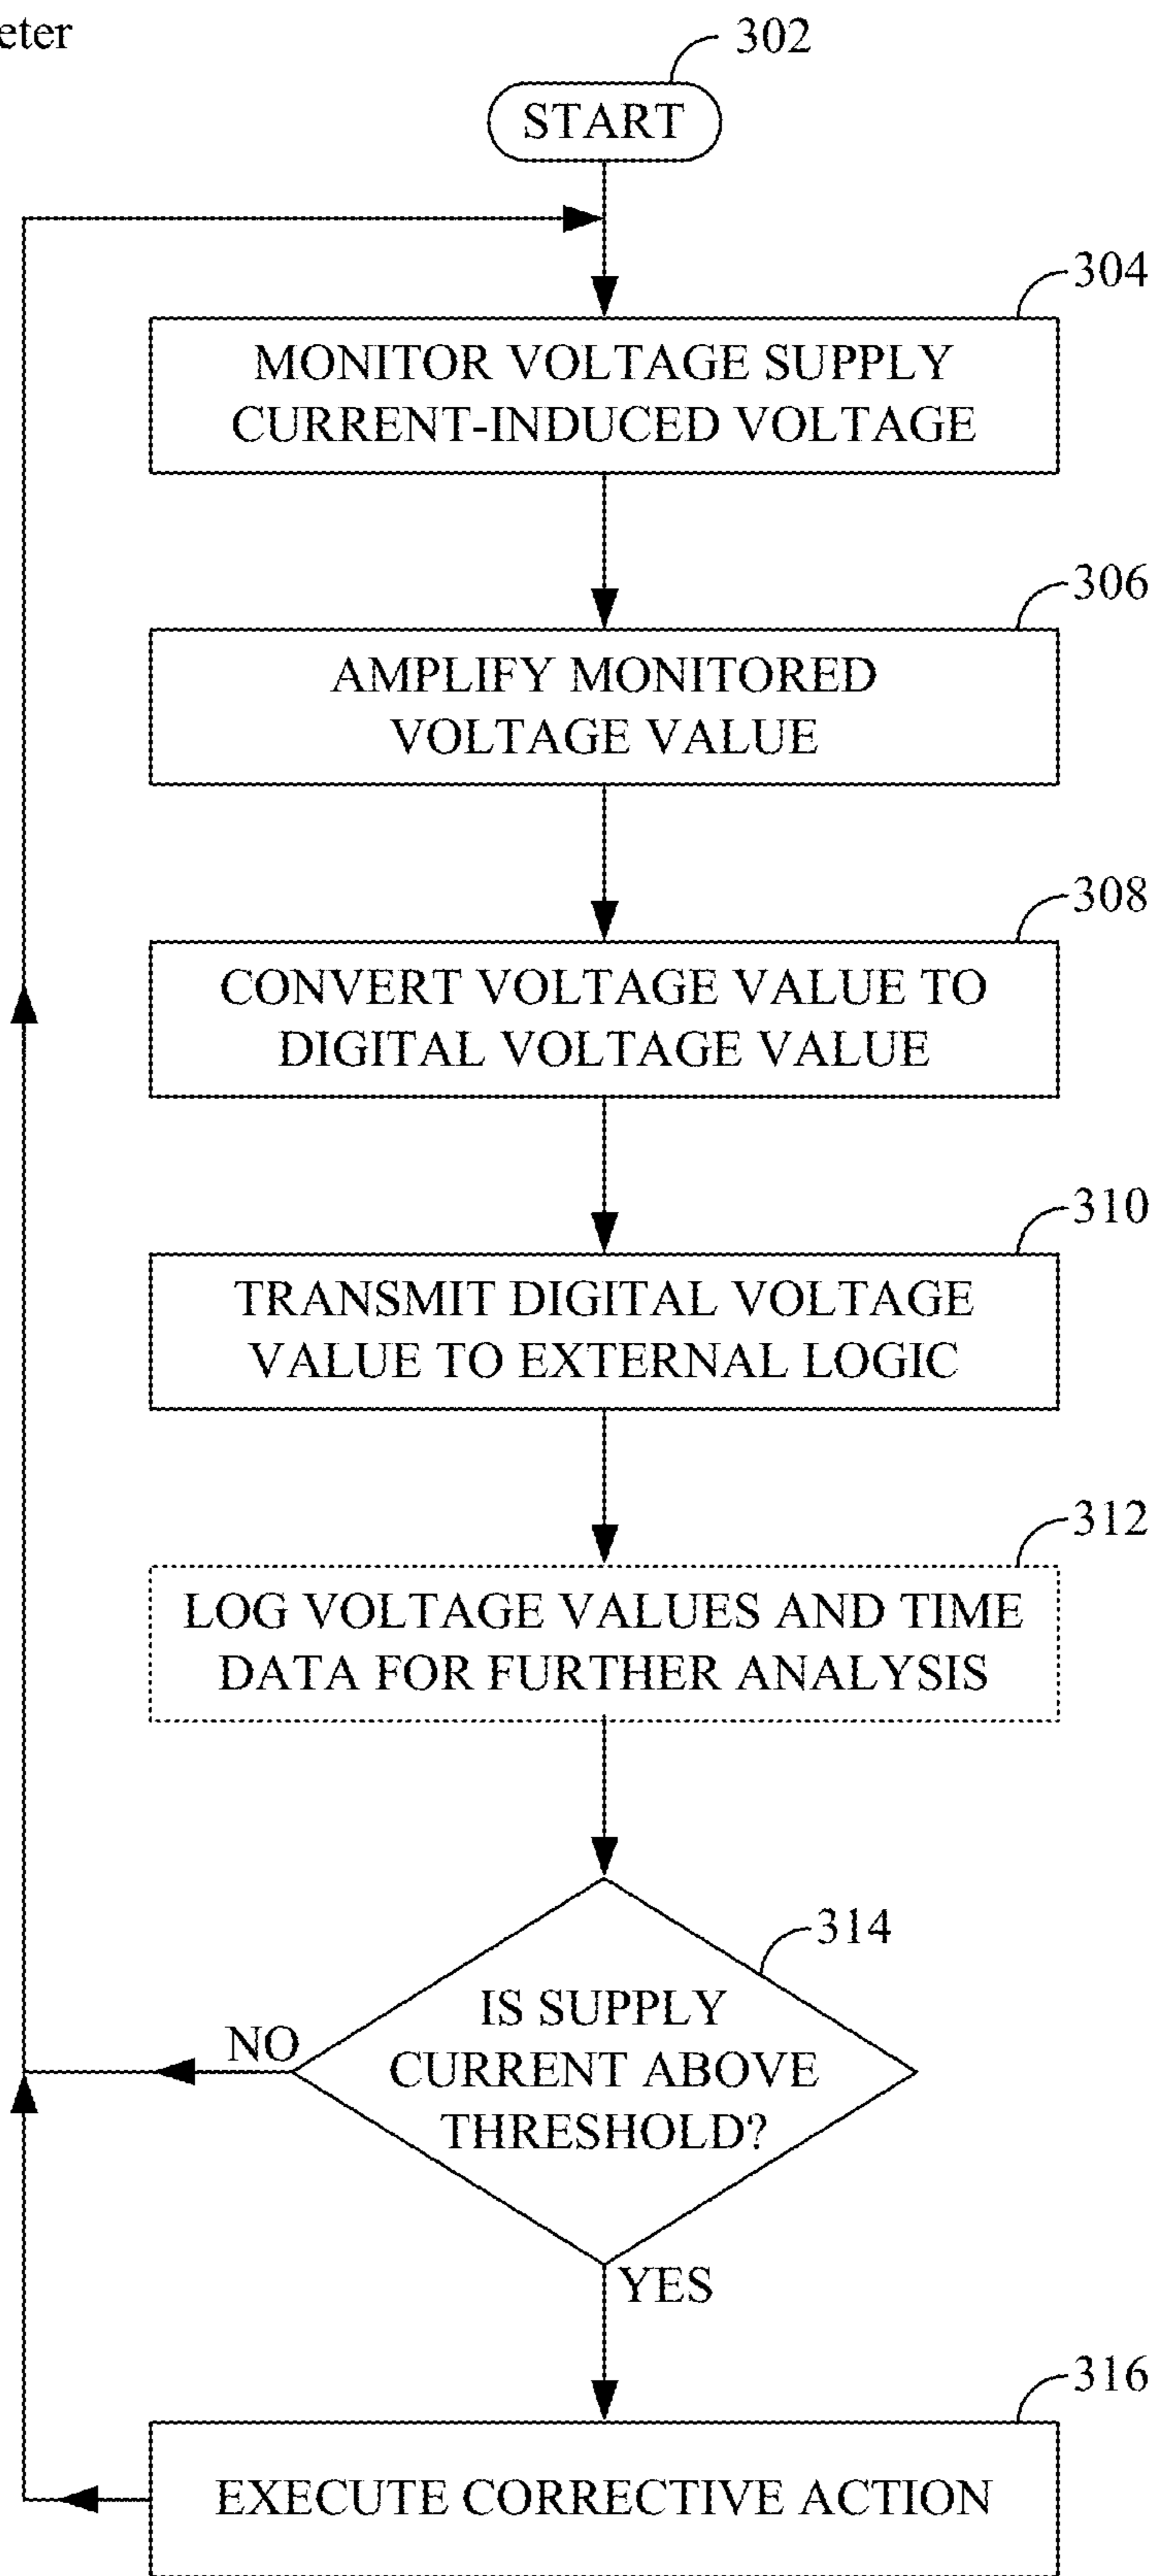 eter
302
START
304
MONITOR VOLTAGE SUPPLY
CURRENT-INDUCED VOLTAGE
306
AMPLIFY MONITORED
VOLTAGE VALUE
308
CONVERT VOLTAGE VALUE TO
DIGITAL VOLTAGE VALUE
310
TRANSMIT DIGITAL VOLTAGE
VALUE TO EXTERNAL LOGIC
312
LOG VOLTAGE VALUES AND TIME
DATA FOR FURTHER ANALYSIS
314
IS SUPPLY
CURRENT ABOVE
THRESHOLD?
NO
YES
316
EXECUTE CORRECTIVE ACTION